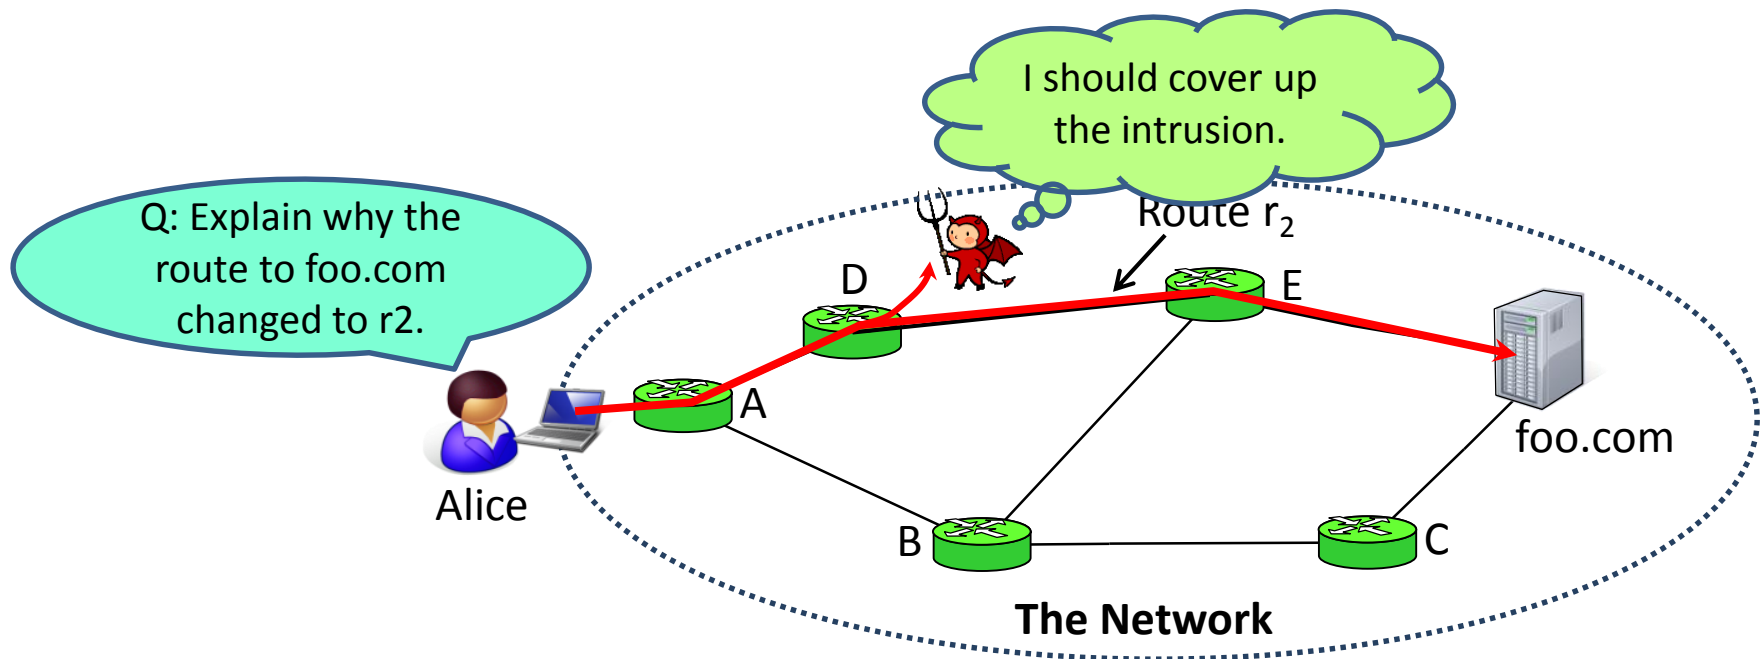 I should cover up
the intrusion.
Q: Explain why the
route to foo.com
changed to r2.
Route r₂
D
E
A
foo.com
Alice
B
C
The Network